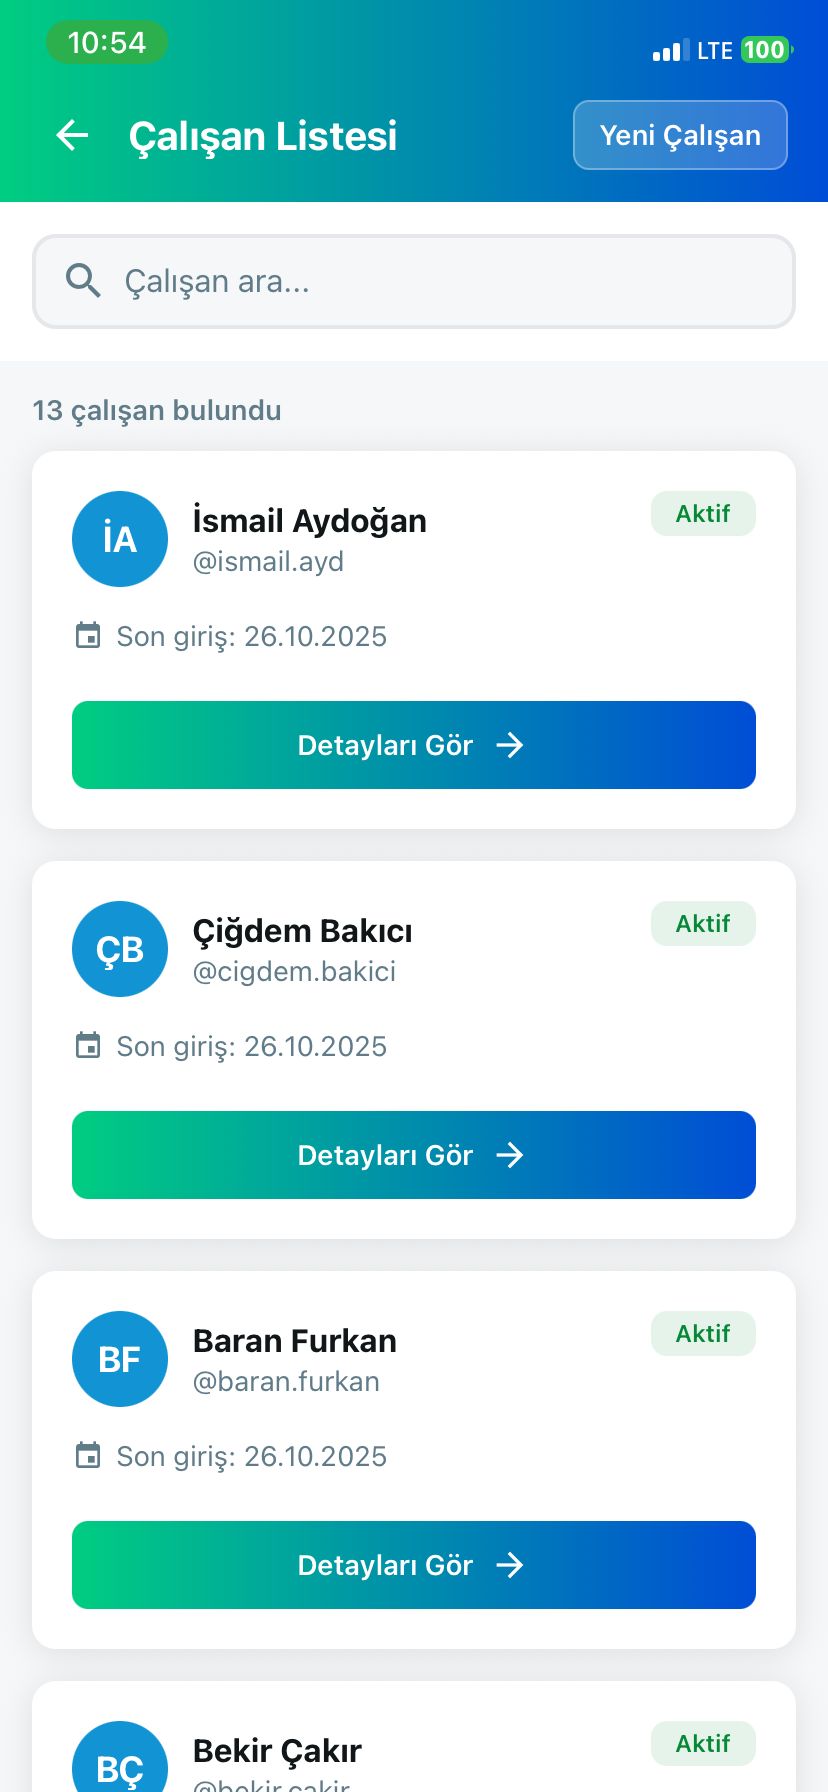 10:54
LTE 100
Çalışan Listesi
Yeni Çalışan
Çalışan ara...
13 çalışan bulundu
İA
İsmail Aydoğan
@ismail.ayd
Aktif
Son giriş: 26.10.2025
Detayları Gör
ÇB
Çiğdem Bakıcı
@cigdem.bakici
Aktif
Son giriş: 26.10.2025
Detayları Gör
BF
Baran Furkan
@baran.furkan
Aktif
Son giriş: 26.10.2025
Detayları Gör
BÇ
Bekir Çakır
@bekir.cakir
Aktif